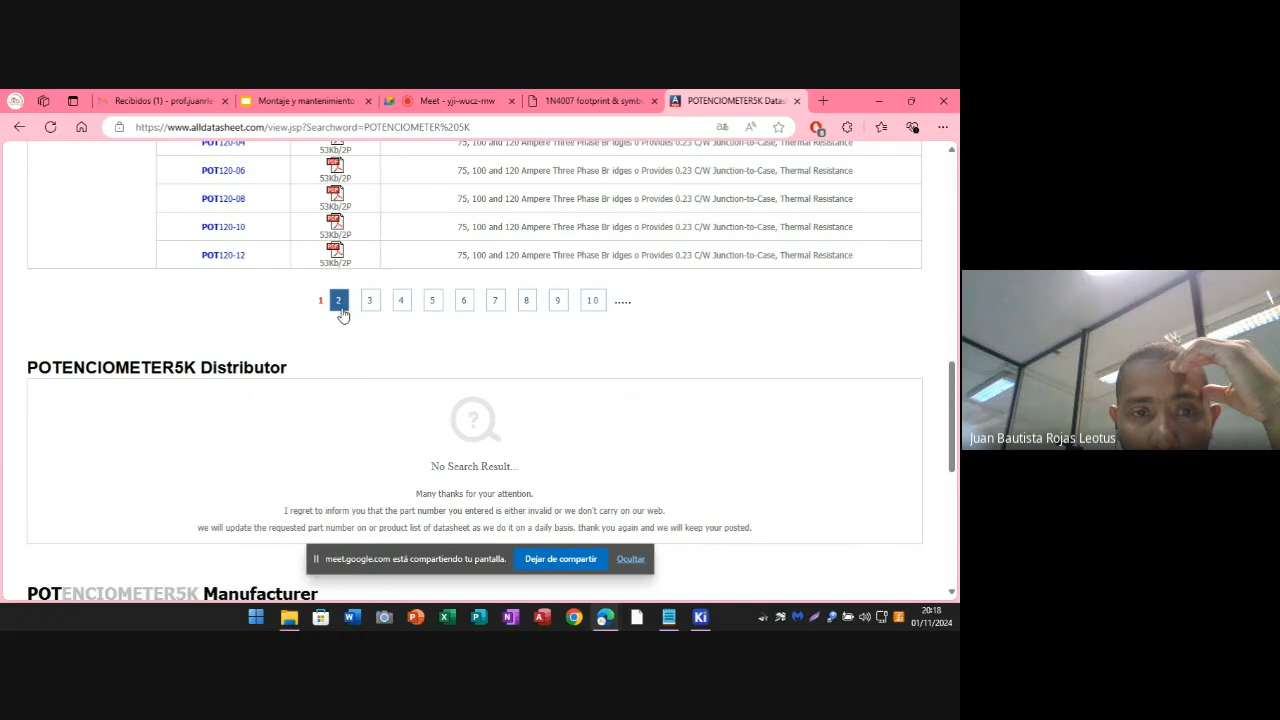 Recibidos (1) - prof.juanrle
Montaje y mantenimiento
Meet - yji-wucz-rnw
1N4007 footprint & symb
POTENCIOMETER5K Datas
https://www.alldatasheet.com/view.jsp?Searchword=POTENCIOMETER%205K
POT120-04
53Kb/2P
75, 100 and 120 Ampere Three Phase Br idges o Provides 0.23 C/W Junction-to-Case, Thermal Resistance
POT120-06
53Kb/2P
75, 100 and 120 Ampere Three Phase Br idges o Provides 0.23 C/W Junction-to-Case, Thermal Resistance
POT120-08
53Kb/2P
75, 100 and 120 Ampere Three Phase Br idges o Provides 0.23 C/W Junction-to-Case, Thermal Resistance
POT120-10
53Kb/2P
75, 100 and 120 Ampere Three Phase Br idges o Provides 0.23 C/W Junction-to-Case, Thermal Resistance
POT120-12
53Kb/2P
75, 100 and 120 Ampere Three Phase Br idges o Provides 0.23 C/W Junction-to-Case, Thermal Resistance
1 2 3 4 5 6 7 8 9 10 .....
POTENCIOMETER5K Distributor
No Search Result...
Many thanks for your attention.
I regret to inform you that the part number you entered is either invalid or we don't carry on our web.
we will update the requested part number on or product list of datasheet as we do it on a daily basis. thank you again and we will keep your posted.
meet.google.com está compartiendo tu pantalla.
Dejar de compartir
Ocultar
POTENCIOMETER5K Manufacturer
Ki
20:18
01/11/2024
Juan Bautista Rojas Leotus